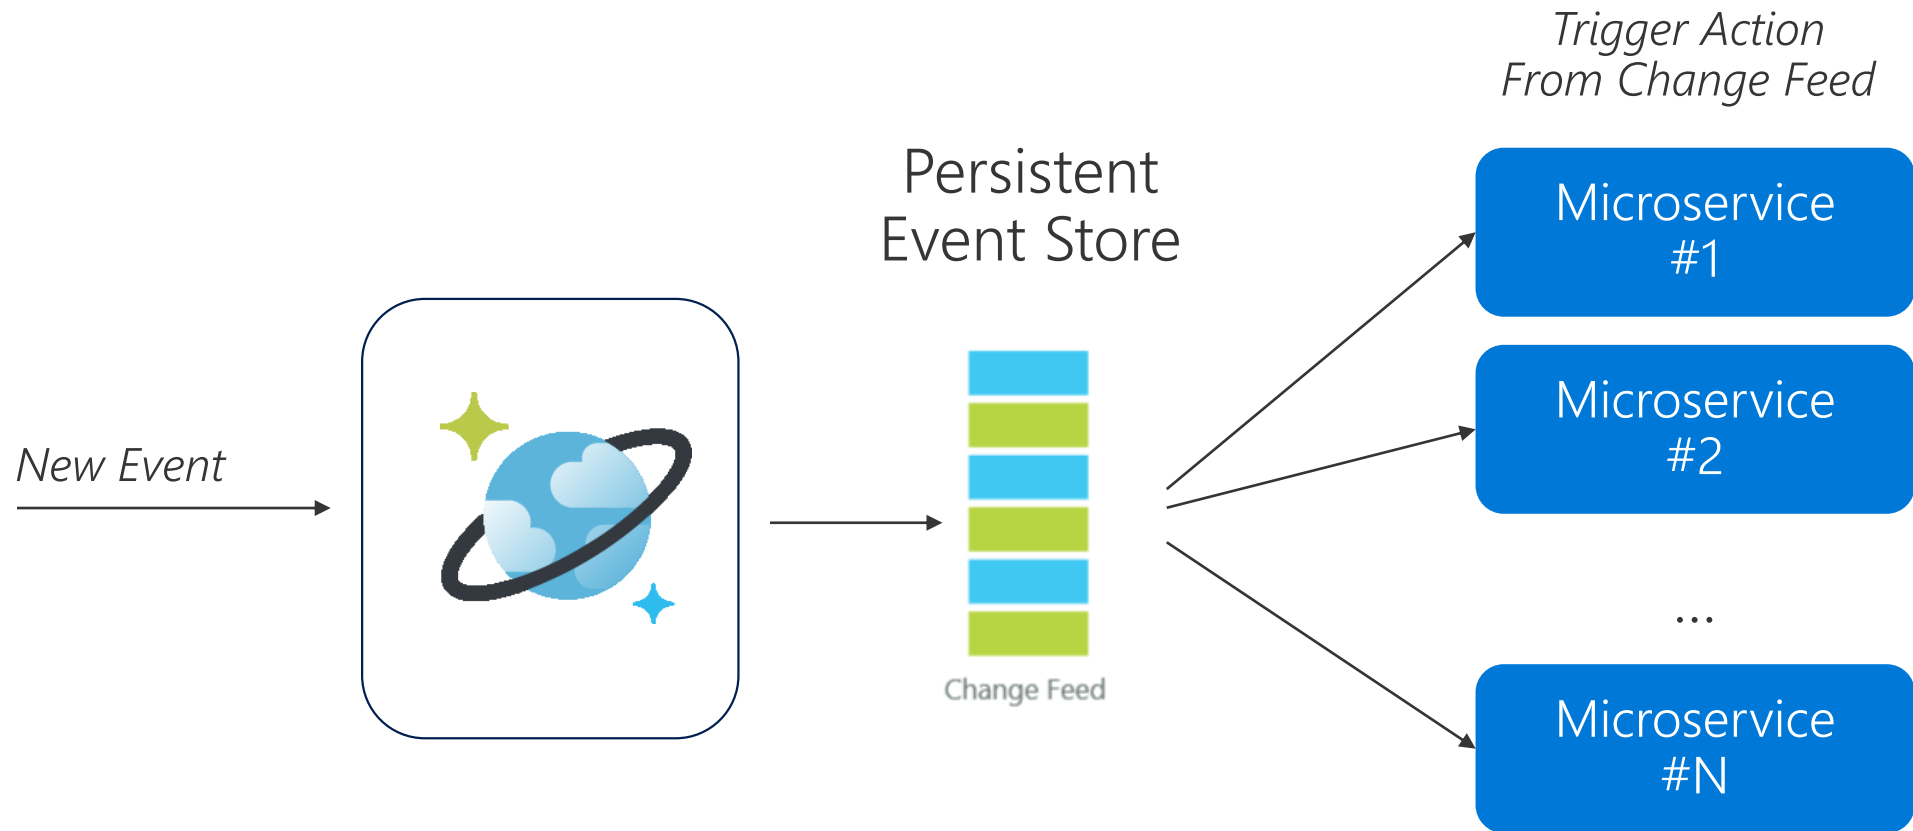 Trigger Action
From Change Feed
Persistent
Event Store
New Event
Change Feed
Microservice
#1
Microservice
#2
...
Microservice
#N